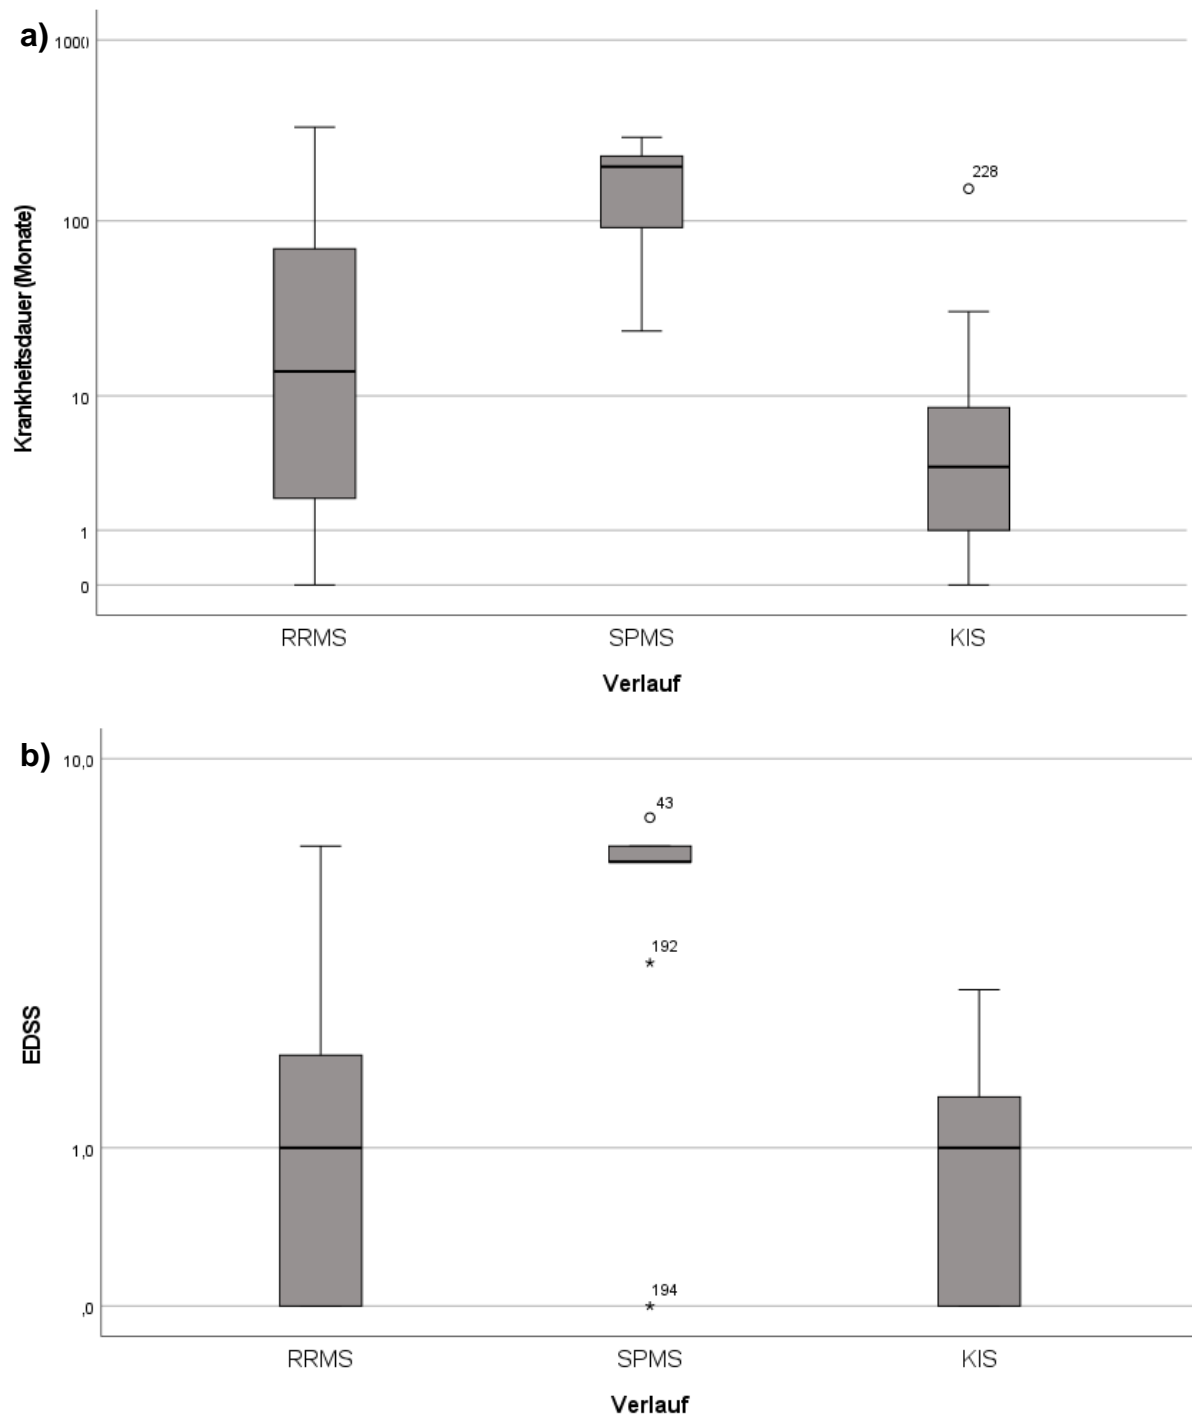 a)
1000
228
100
Krankheitsdauer (Monate)
10
1
0
RRMS SPMS KIS
Verlauf
b)
10,0
43
192
EDSS
1,0
194
,0
RRMS SPMS KIS
Verlauf